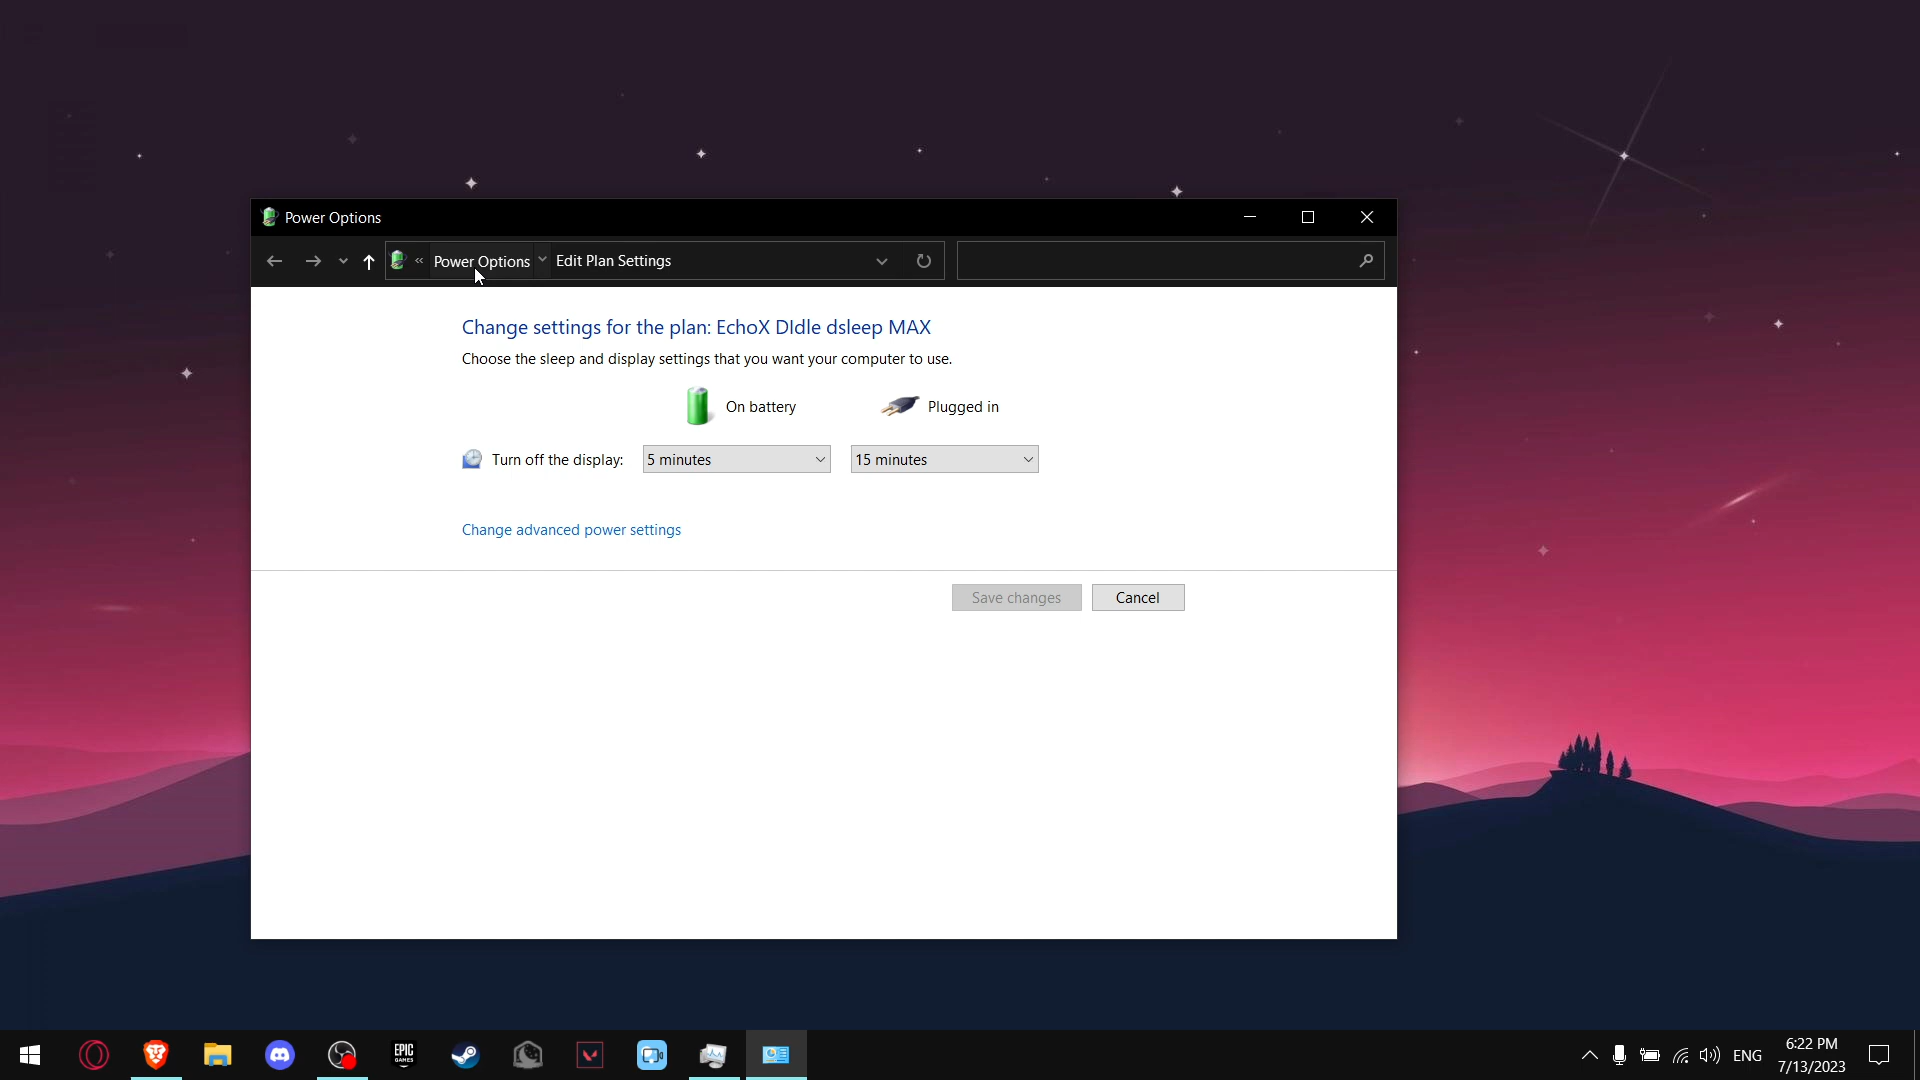 Power Options
« Power Options Edit Plan Settings
Change settings for the plan: EchoX DIdle dsleep MAX
Choose the sleep and display settings that you want your computer to use.
On battery Plugged in
Turn off the display: 5 minutes 15 minutes
Change advanced power settings
Save changes Cancel
EPIC
GAMES
ENG
6:22 PM
7/13/2023